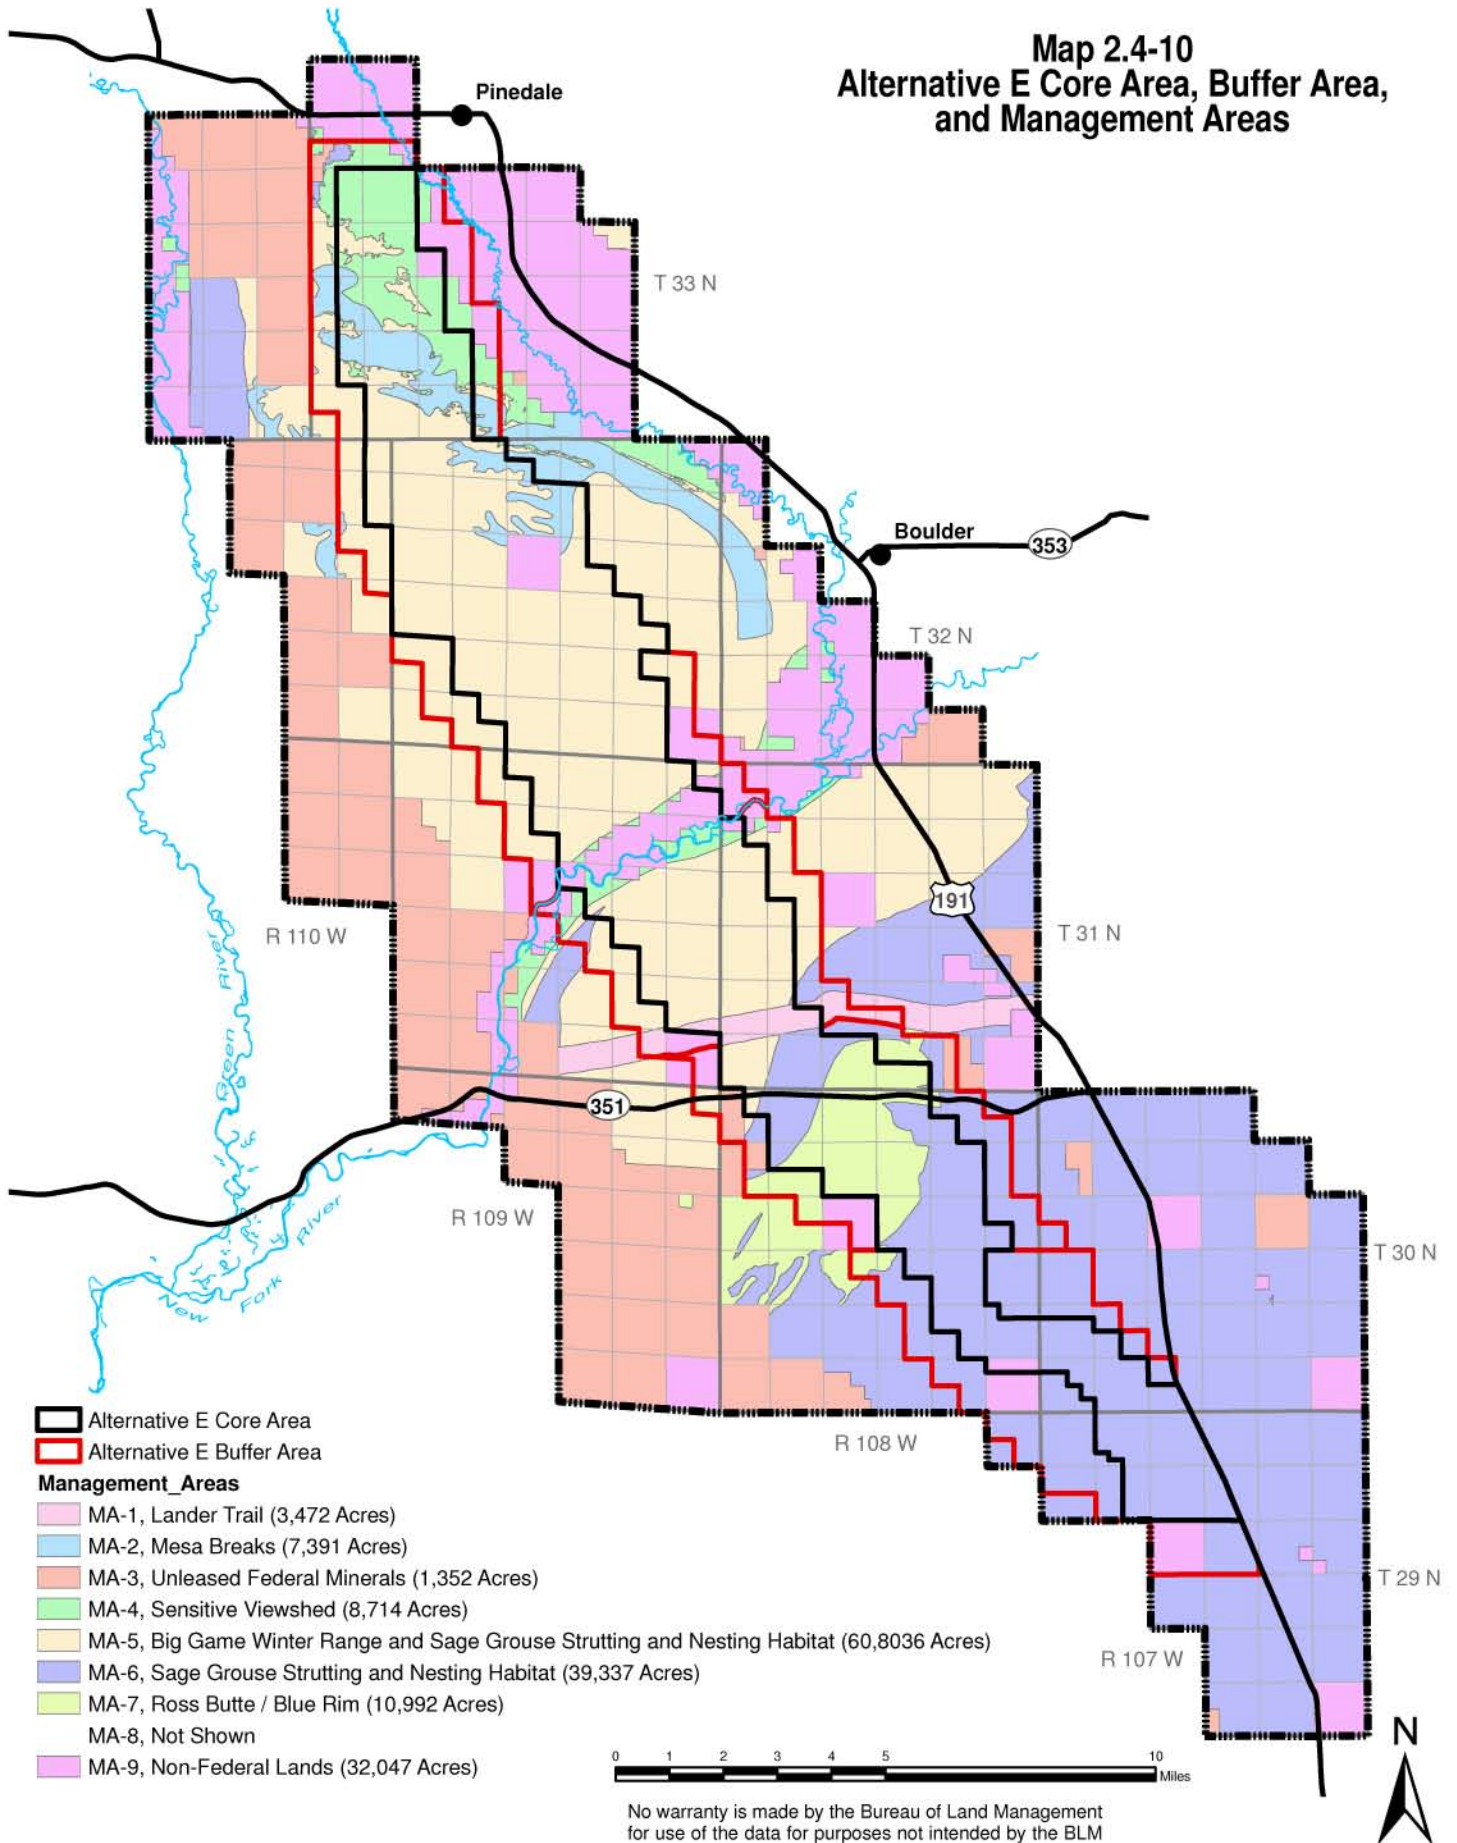 Map 2.4-10
Alternative E Core Area, Buffer Area,
and Management Areas
Pinedale
T 33 N
Boulder
353
T 32 N
191
R 110 W
T 31 N
Green River
351
R 109 W
New Fork River
T 30 N
R 108 W
T 29 N
R 107 W
Alternative E Core Area
Alternative E Buffer Area
Management_Areas
MA-1, Lander Trail (3,472 Acres)
MA-2, Mesa Breaks (7,391 Acres)
MA-3, Unleased Federal Minerals (1,352 Acres)
MA-4, Sensitive Viewshed (8,714 Acres)
MA-5, Big Game Winter Range and Sage Grouse Strutting and Nesting Habitat (60,8036 Acres)
MA-6, Sage Grouse Strutting and Nesting Habitat (39,337 Acres)
MA-7, Ross Butte / Blue Rim (10,992 Acres)
MA-8, Not Shown
MA-9, Non-Federal Lands (32,047 Acres)
N
0 1 2 3 4 5 10
Miles
No warranty is made by the Bureau of Land Management
for use of the data for purposes not intended by the BLM